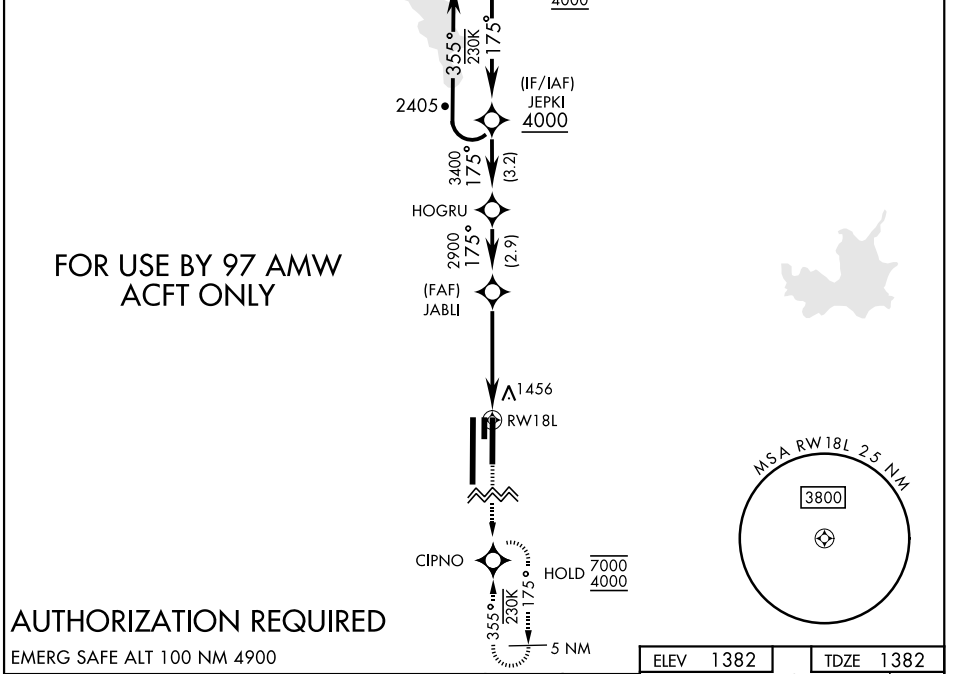 4000
355°
230K
175°
(IF/IAF)
JEPKI
4000
2405
3400
175°
(3.2)
HOGRU
2900
175°
(2.9)
FOR USE BY 97 AMW
ACFT ONLY
(FAF)
JABLI
1456
RW18L
MSA RW18L 25 NM
3800
CIPNO
HOLD
7000
4000
355°
230K
175°
5 NM
AUTHORIZATION REQUIRED
EMERG SAFE ALT 100 NM 4900
ELEV 1382
TDZE 1382